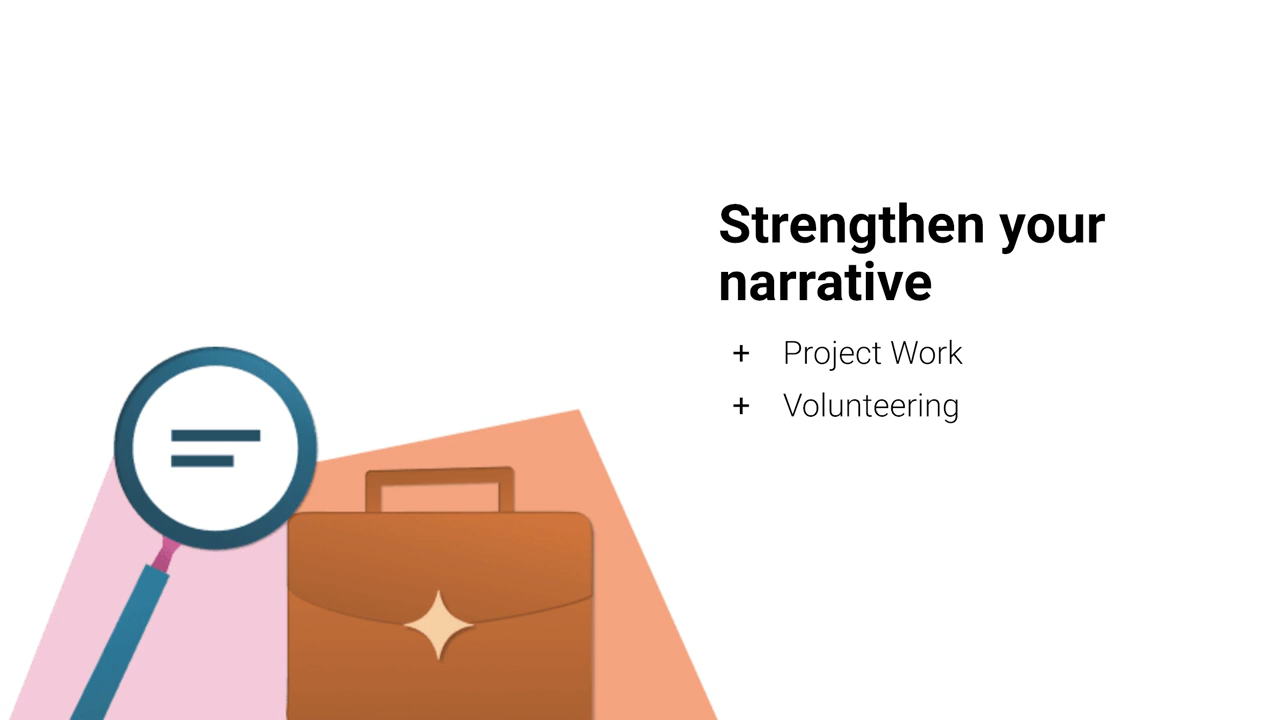 Strengthen your
narrative
+ Project Work
+ Volunteering